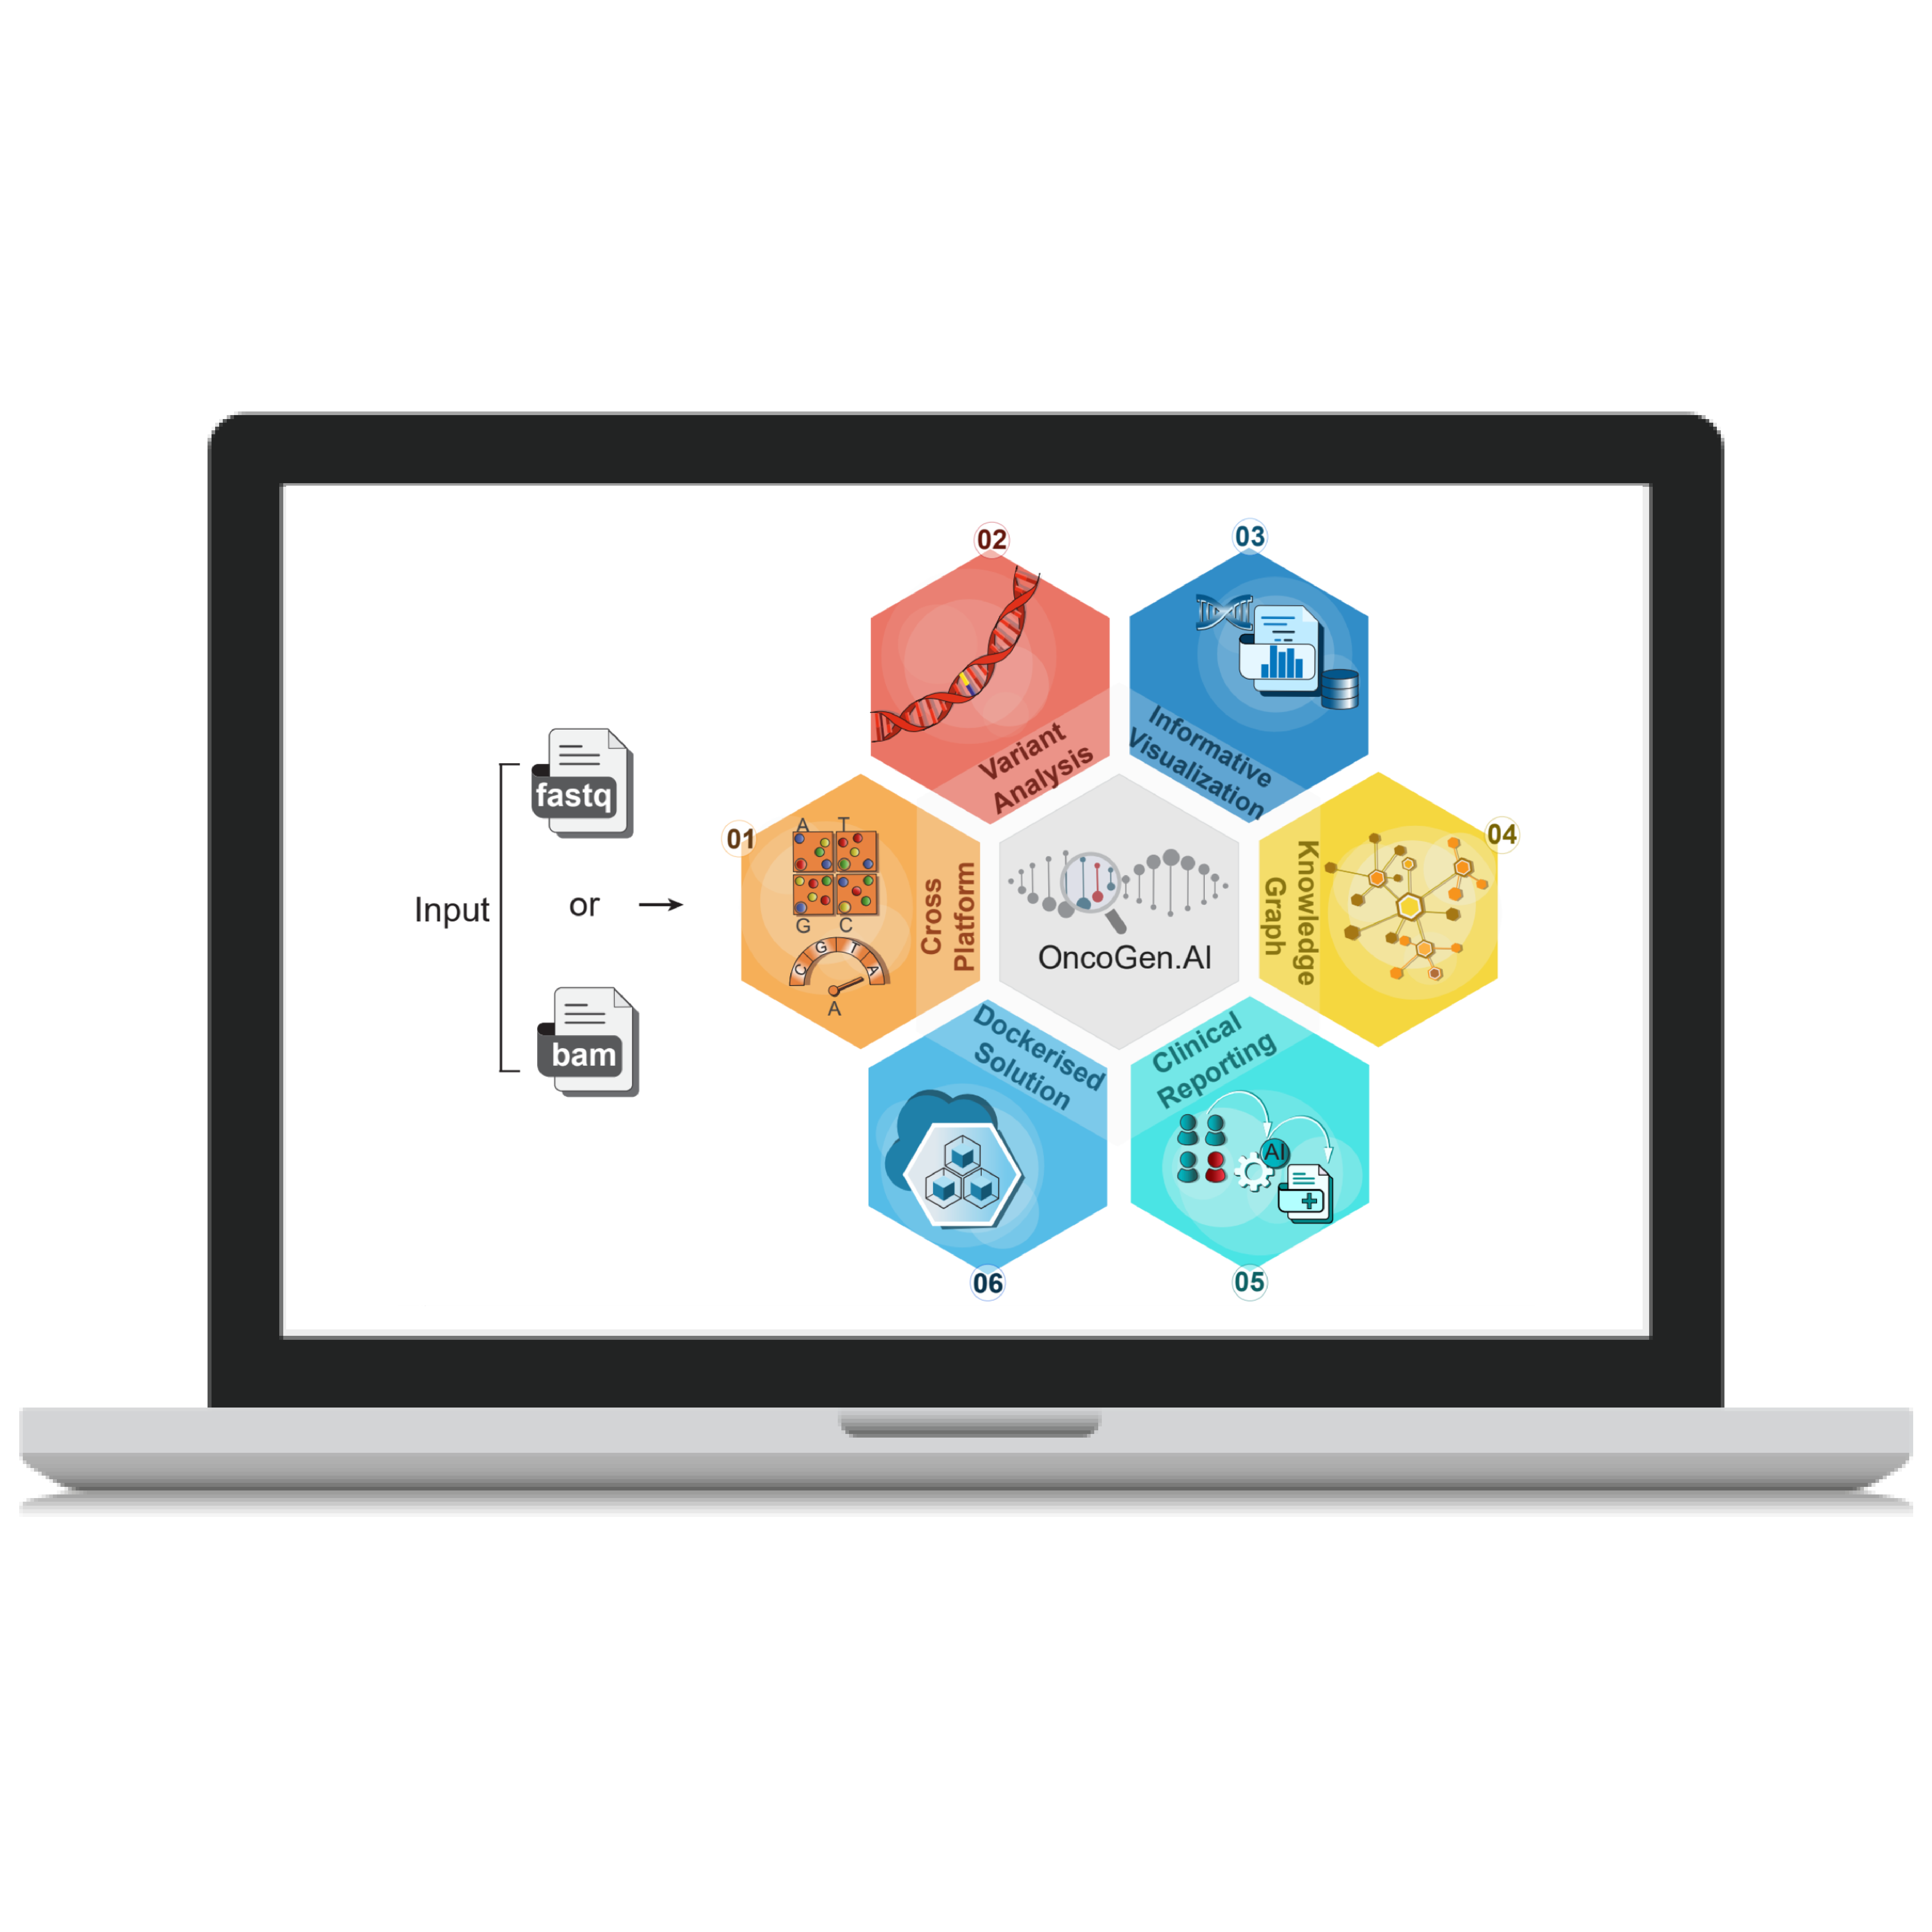 Input
fastq
or
bam
01
A T
G C
C G T A
A
Cross
Platform
02
Variant
Analysis
03
Informative
Visualization
04
Knowledge
Graph
OncoGen.AI
05
Clinical
Reporting
AI
06
Dockerised
Solution